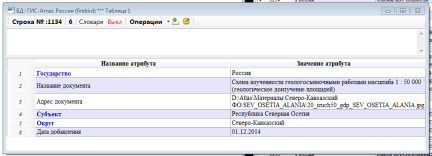 БД : ГИС-Атлас России (firebird) *** Таблица 1
Строка № :1134 6 Словари Выкл Операции
Название атрибута Значение атрибута
1 Государство Россия
2 Название документа Схема изученности геологосъемочными работами масштаба 1 : 50 000 (геологическое доизучение площадей)
3 Адрес документа D:\Atlas\Материалы\Северо-Кавказский ФО\SEV_OSETIA_ALANIA\20_izuch50_gdp_SEV_OSETIA_ALANIA.jpg
4 Субъект Республика Северная Осетия
5 Округ Северо-Кавказский
6 Дата добавления 01.12.2014